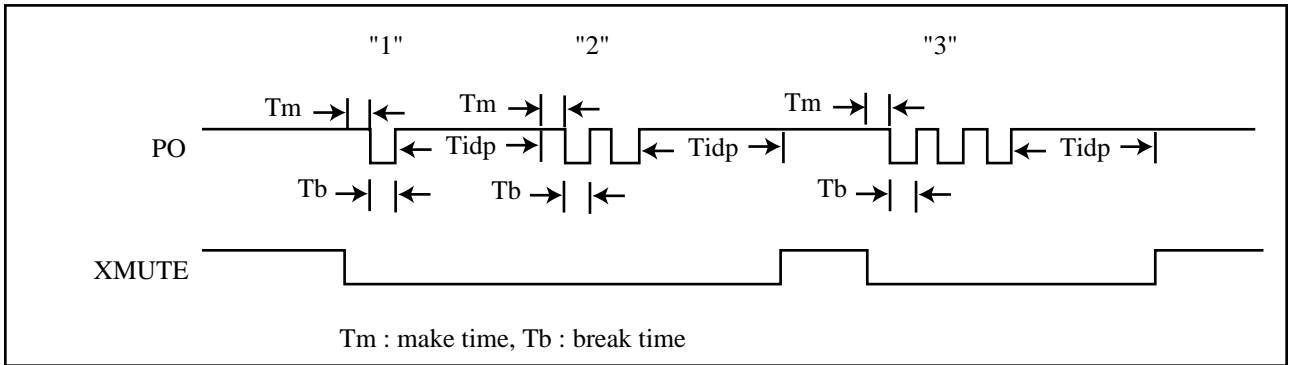 "1" "2" "3"
Tm Tm Tm
PO Tidp Tidp Tidp
Tb Tb Tb
XMUTE
Tm : make time, Tb : break time